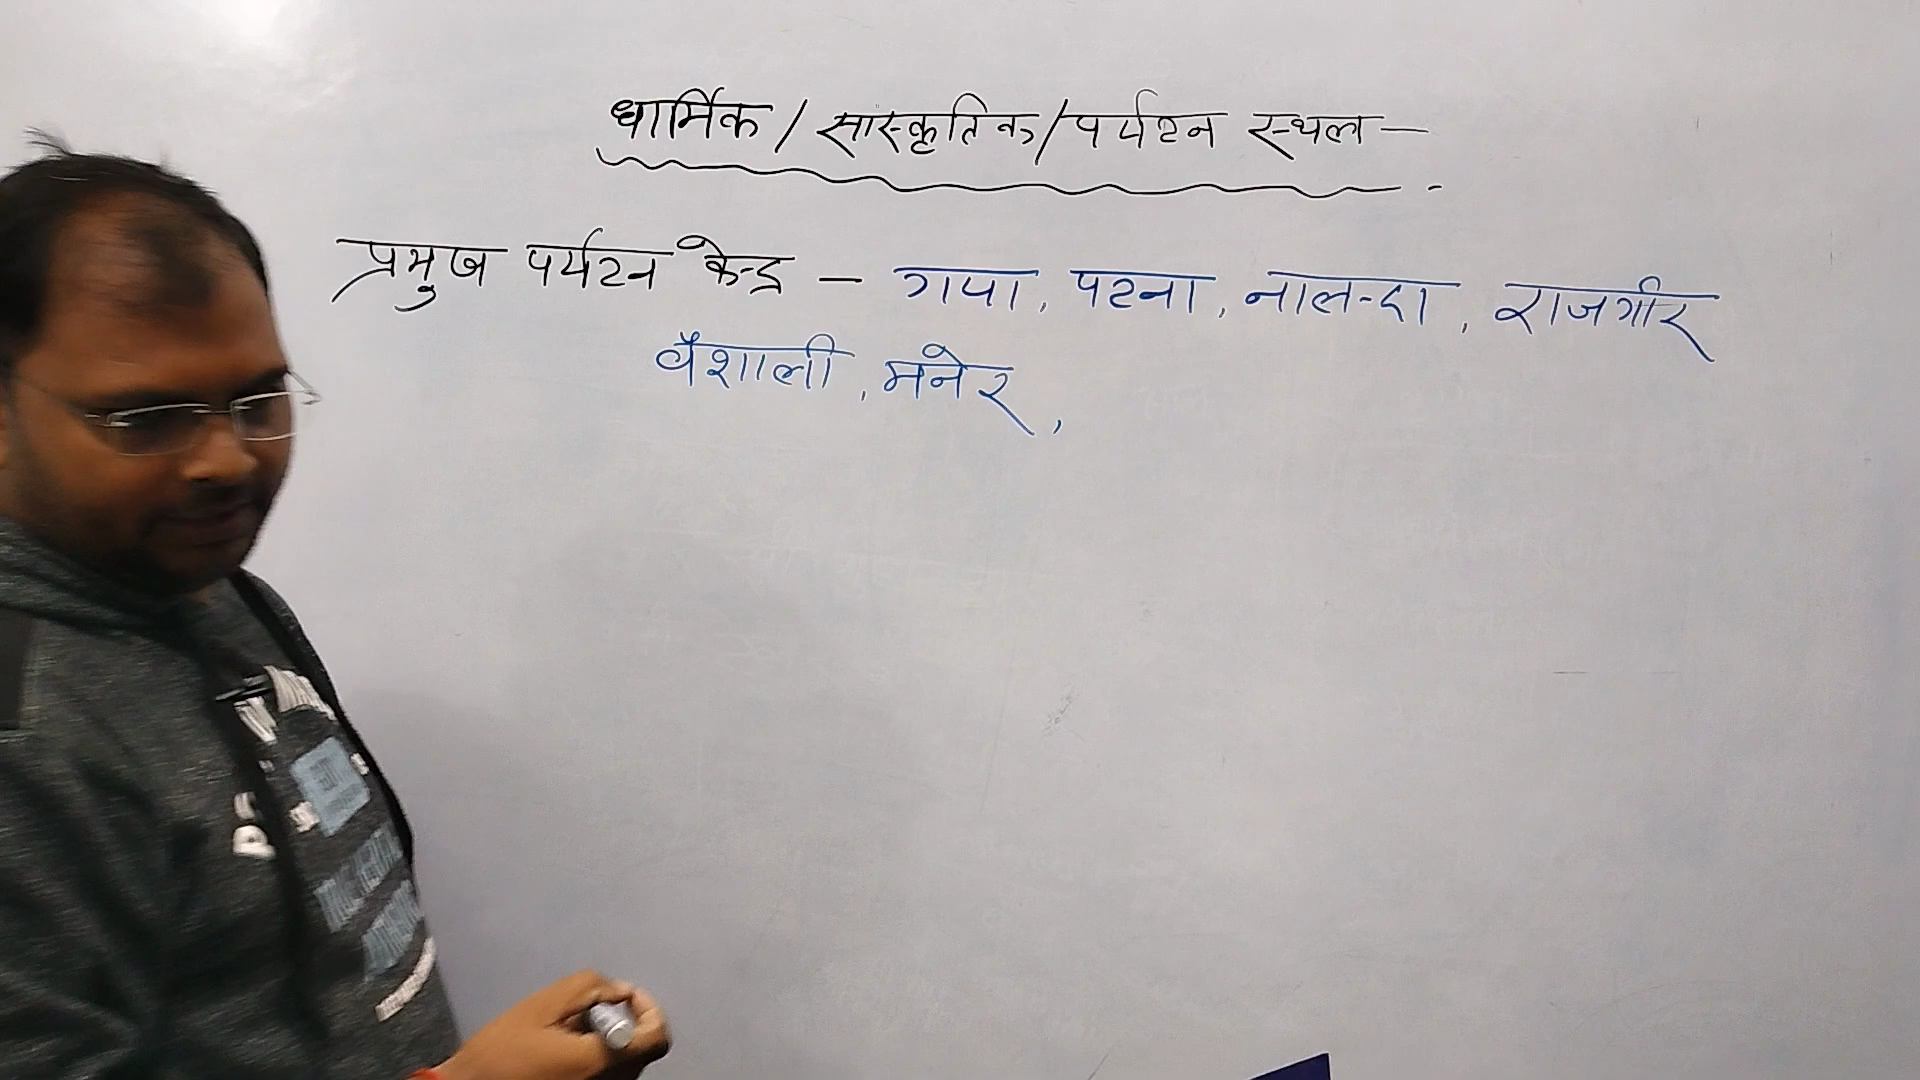 धार्मिक / सांस्कृतिक/पर्यटन स्थल —
प्रमुख पर्यटन केन्द्र — गया, पटना, नालन्दा, राजगीर
वैशाली, मनेर,